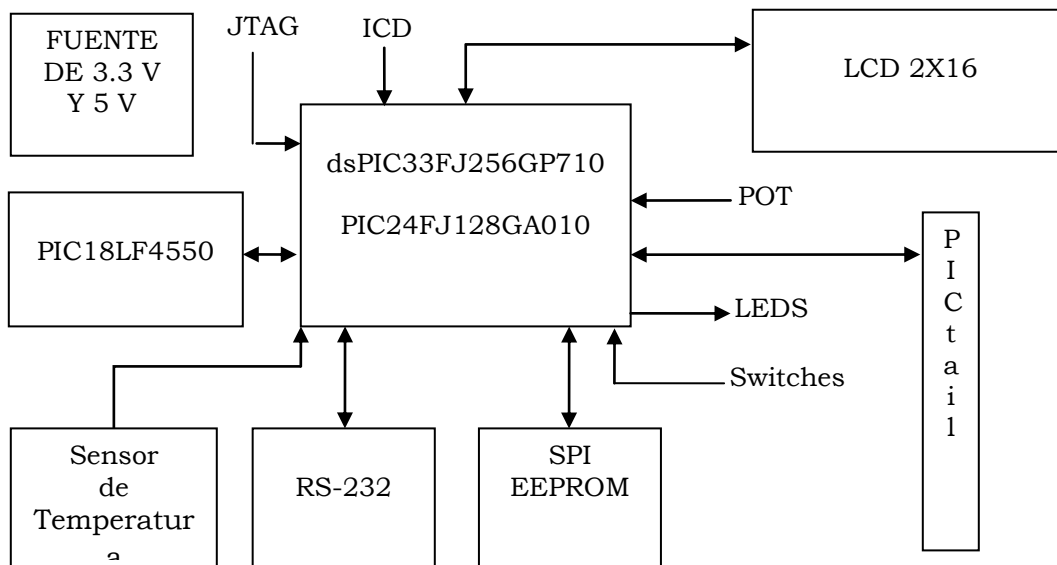 FUENTE
DE 3.3 V
Y 5 V
JTAG
ICD
LCD 2X16
dsPIC33FJ256GP710
PIC24FJ128GA010
POT
PIC18LF4550
P
I
C
t
a
i
l
LEDS
Switches
Sensor
de
Temperatur
a
RS-232
SPI
EEPROM